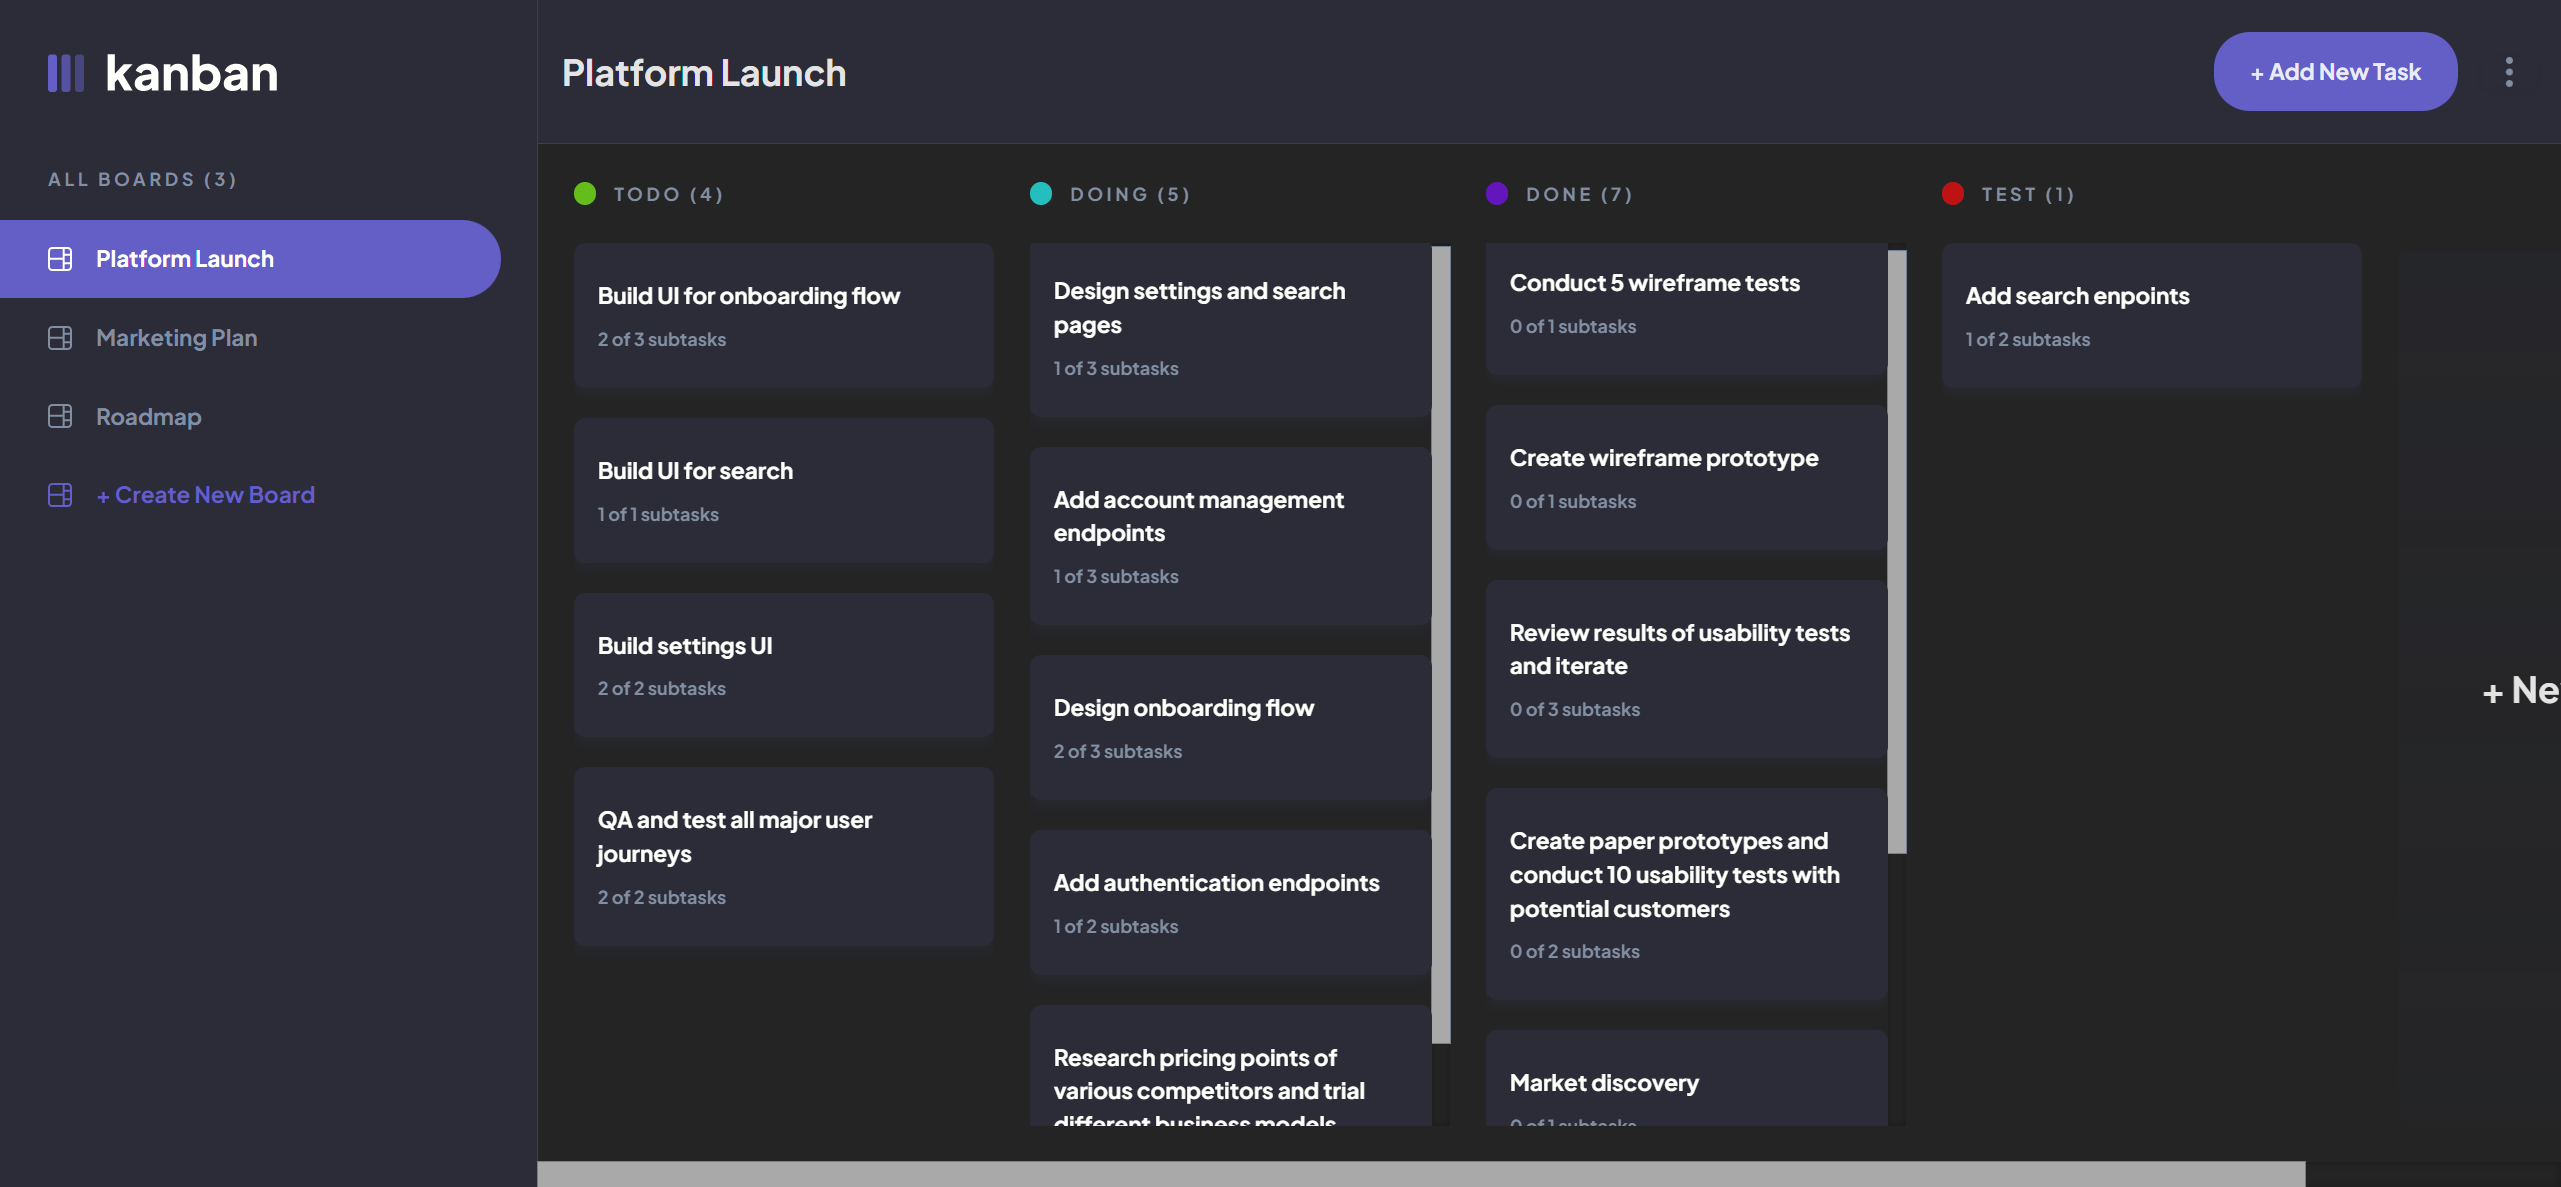 kanban
ALL BOARDS (3)
Platform Launch
Marketing Plan
Roadmap
+ Create New Board
Platform Launch
+ Add New Task
TODO (4)
Build UI for onboarding flow
2 of 3 subtasks
Build UI for search
1 of 1 subtasks
Build settings UI
2 of 2 subtasks
QA and test all major user
journeys
2 of 2 subtasks
DOING (5)
Design settings and search
pages
1 of 3 subtasks
Add account management
endpoints
1 of 3 subtasks
Design onboarding flow
2 of 3 subtasks
Add authentication endpoints
1 of 2 subtasks
Research pricing points of
various competitors and trial
different business models
DONE (7)
Conduct 5 wireframe tests
0 of 1 subtasks
Create wireframe prototype
0 of 1 subtasks
Review results of usability tests
and iterate
0 of 3 subtasks
Create paper prototypes and
conduct 10 usability tests with
potential customers
0 of 2 subtasks
Market discovery
0 of 1 subtasks
TEST (1)
Add search enpoints
1 of 2 subtasks
+ Ne